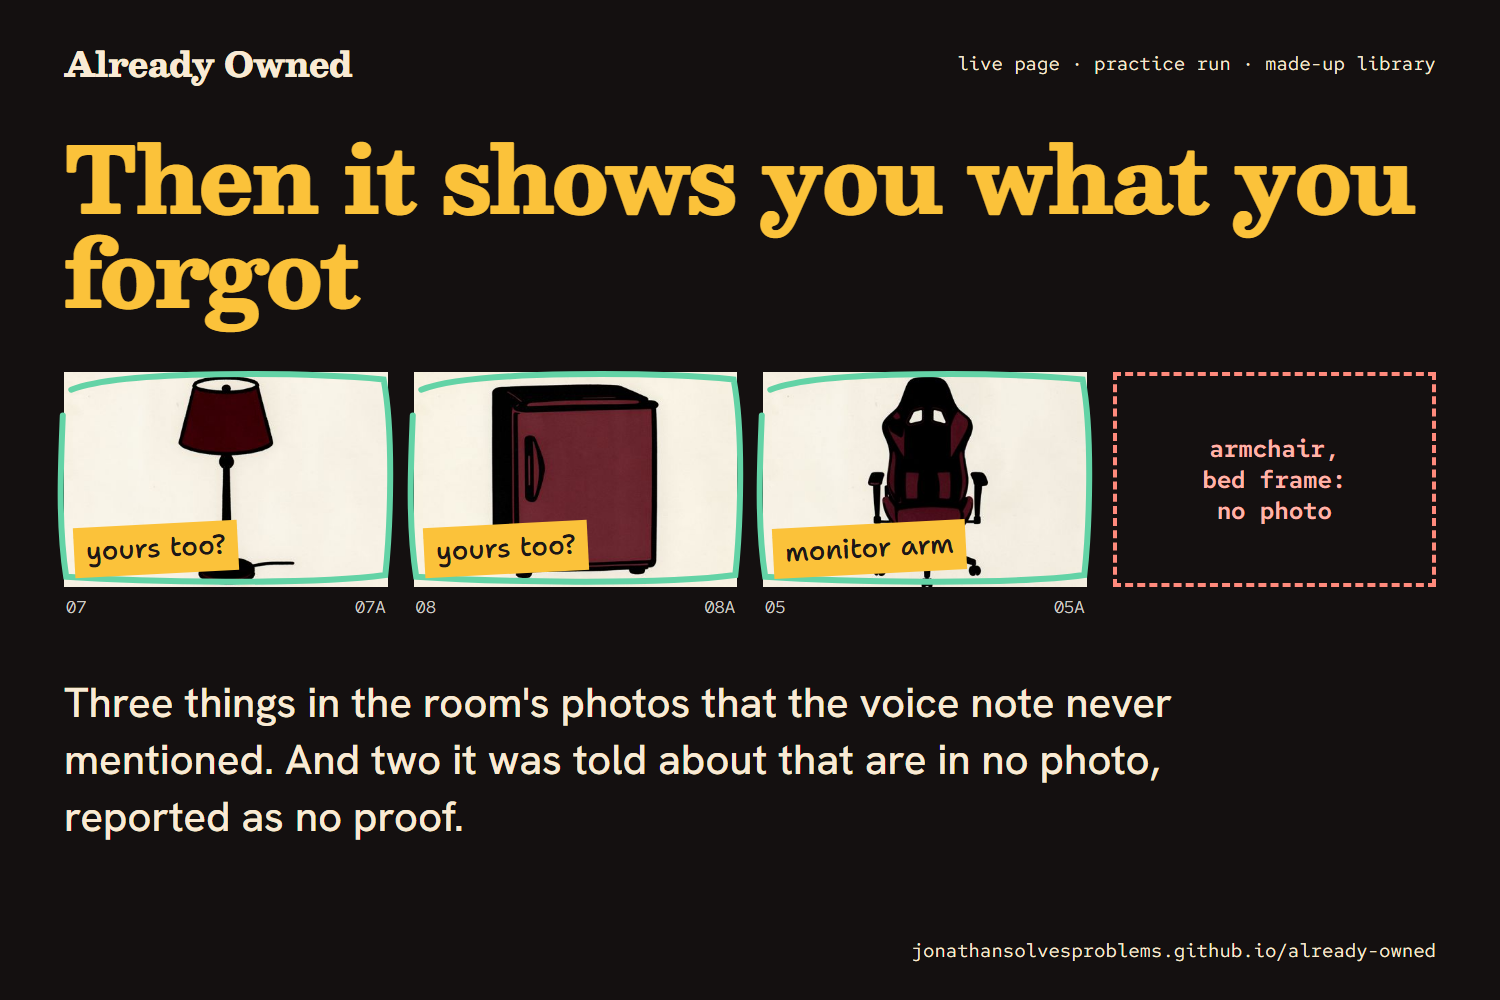 Already Owned
live page · practice run · made-up library
Then it shows you what you
forgot
yours too?
yours too?
monitor arm
armchair,
bed frame:
no photo
07 07A
08 08A
05 05A
Three things in the room's photos that the voice note never
mentioned. And two it was told about that are in no photo,
reported as no proof.
jonathansolvesproblems.github.io/already-owned